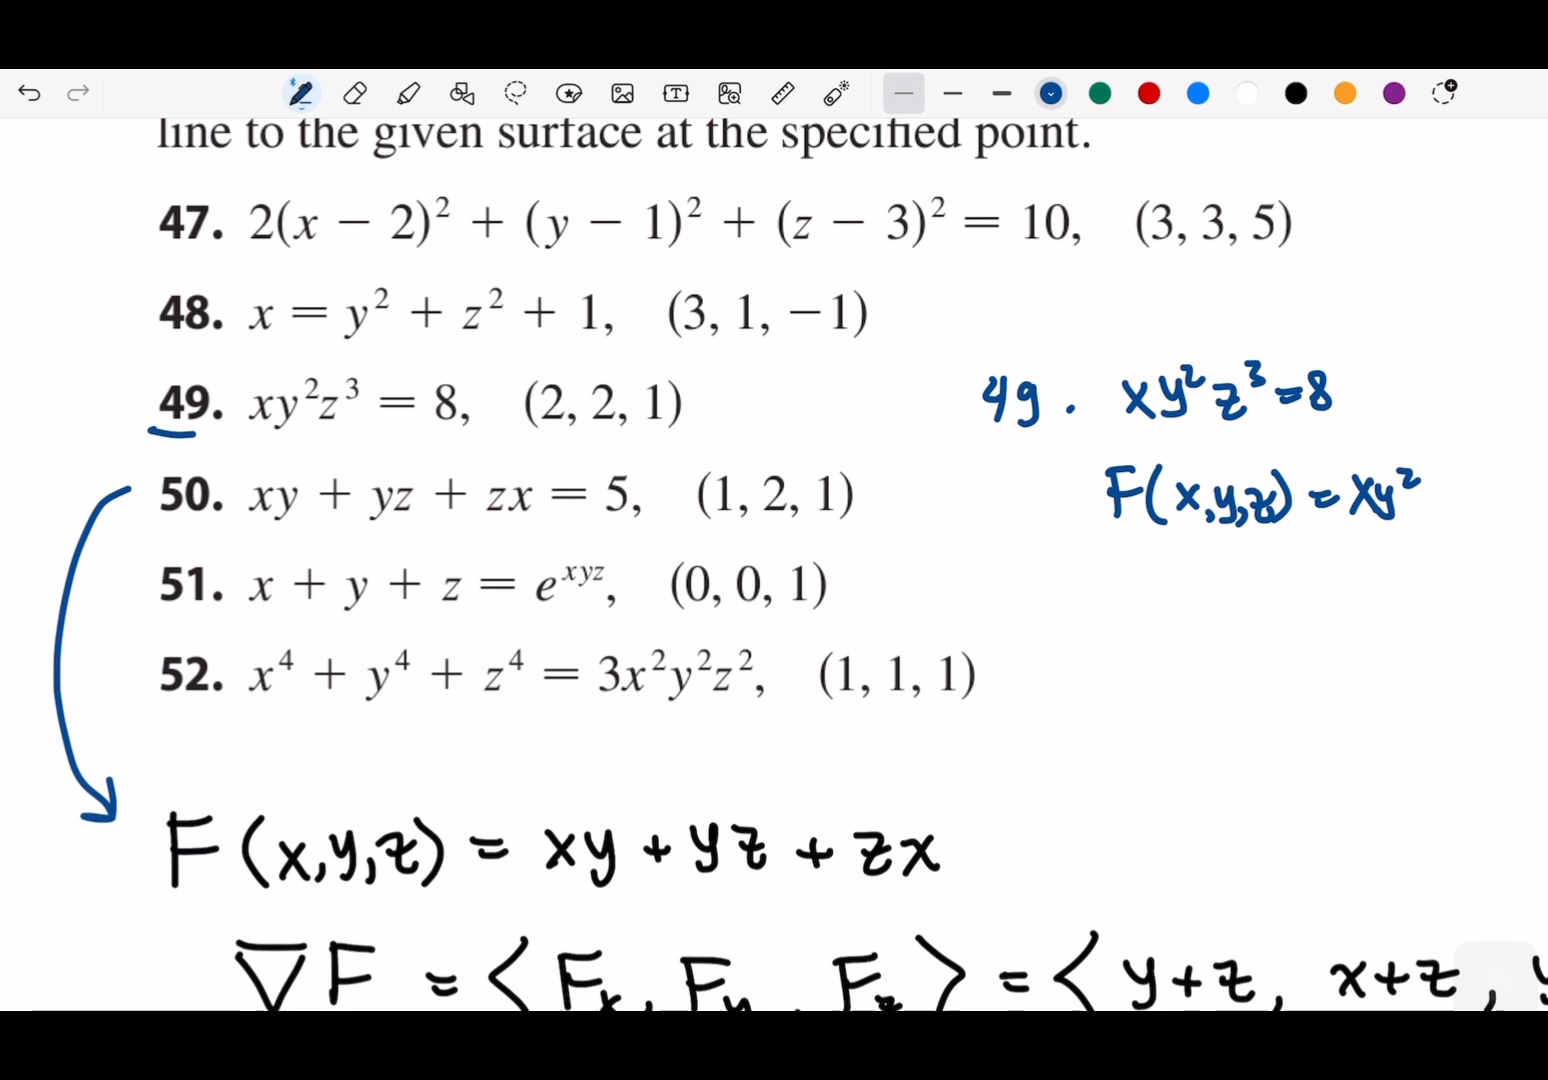 line to the given surface at the specified point.
47. 2(x − 2)² + (y − 1)² + (z − 3)² = 10, (3, 3, 5)
48. x = y² + z² + 1, (3, 1, −1)
49. xy²z³ = 8, (2, 2, 1)
49. xy²z³ = 8
50. xy + yz + zx = 5, (1, 2, 1)
F(x,y,z) = xy²
51. x + y + z = e^{xyz}, (0, 0, 1)
52. x⁴ + y⁴ + z⁴ = 3x²y²z², (1, 1, 1)
F(x,y,z) = xy + yz + zx
∇F = ⟨Fx, Fy, Fz⟩ = ⟨y+z, x+z, y